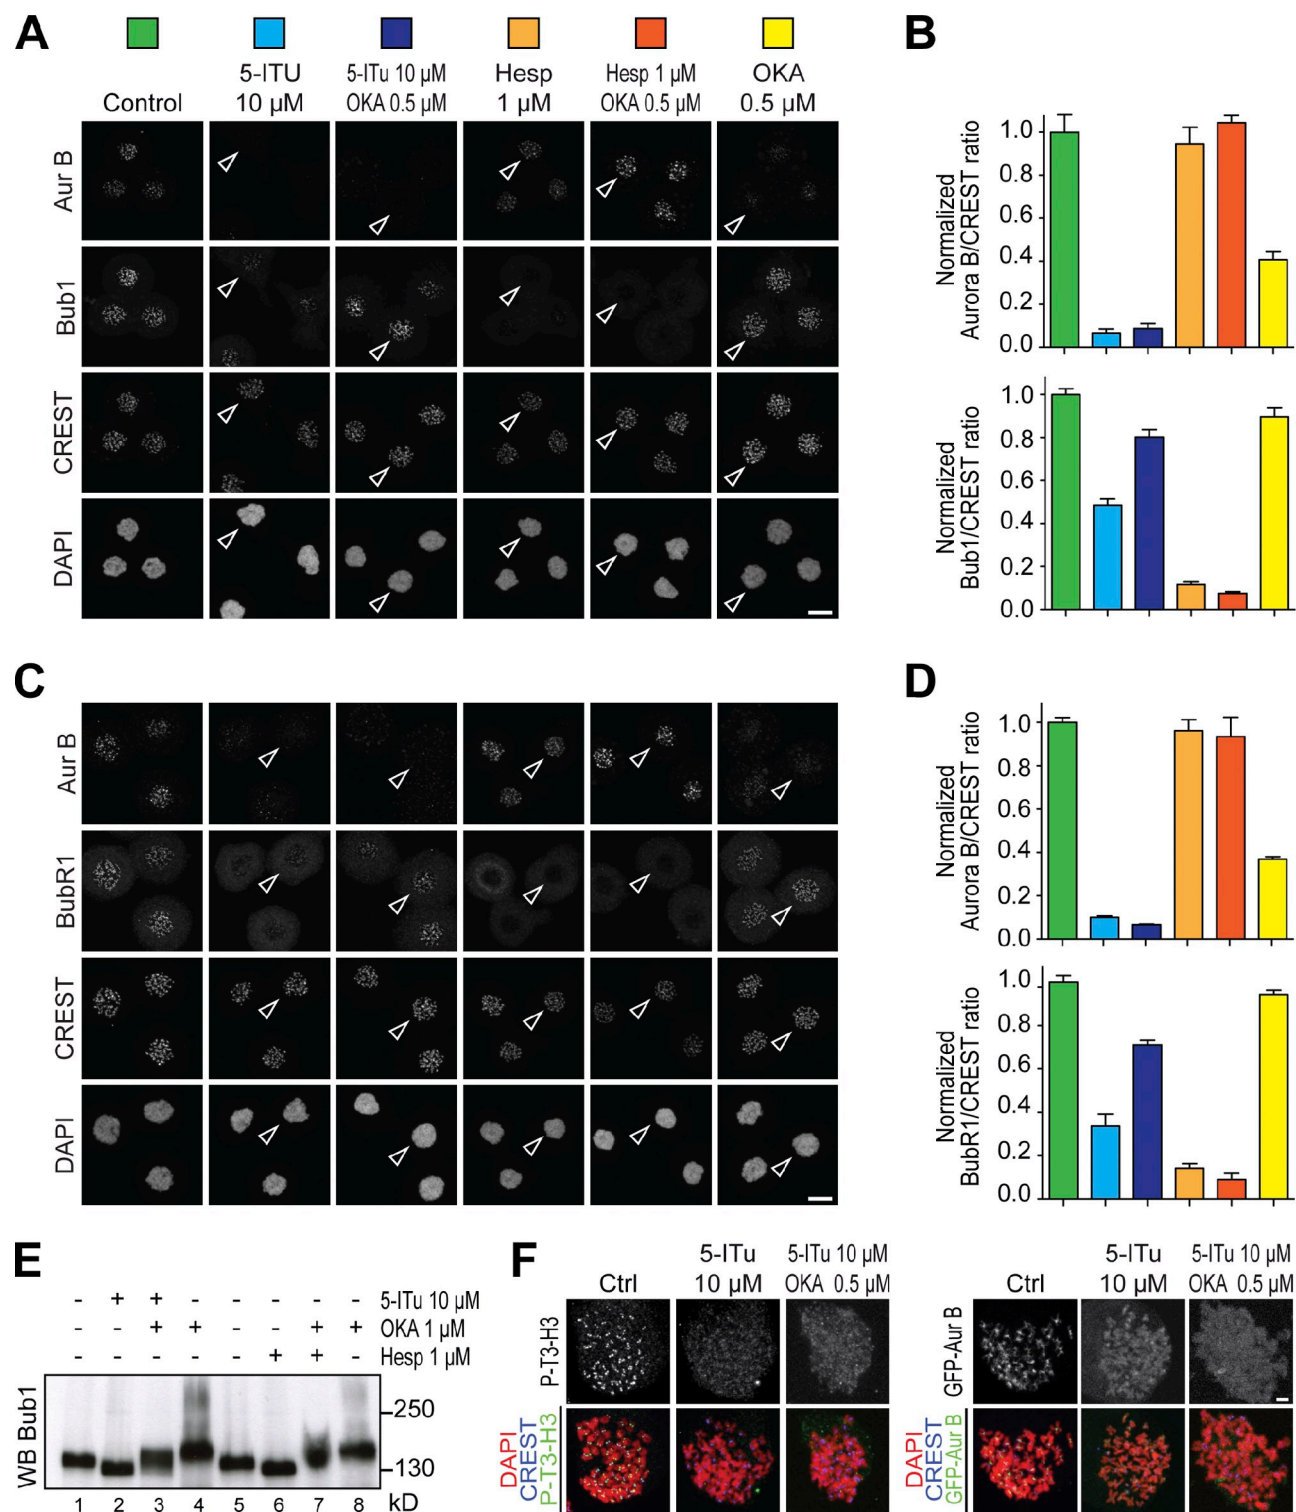 A
Control
5-ITU
10 µM
5-ITu 10 µM
OKA 0.5 µM
Hesp
1 µM
Hesp 1 µM
OKA 0.5 µM
OKA
0.5 µM
Aur B
Bub1
CREST
DAPI
B
Normalized
Aurora B/CREST ratio
1.0
0.8
0.6
0.4
0.2
0.0
Normalized
Bub1/CREST ratio
1.0
0.8
0.6
0.4
0.2
0.0
C
Aur B
BubR1
CREST
DAPI
D
Normalized
Aurora B/CREST ratio
1.0
0.8
0.6
0.4
0.2
0.0
Normalized
BubR1/CREST ratio
1.0
0.8
0.6
0.4
0.2
0.0
E
- + + - - - - - 5-ITu 10 µM
- - + + - - + + OKA 1 µM
- - - - - + + - Hesp 1 µM
WB Bub1
250
130
1 2 3 4 5 6 7 8 kD
F
Ctrl
5-ITu
10 µM
5-ITu 10 µM
OKA 0.5 µM
P-T3-H3
DAPI
CREST
P-T3-H3
Ctrl
5-ITu
10 µM
5-ITu 10 µM
OKA 0.5 µM
GFP-Aur B
DAPI
CREST
GFP-Aur B